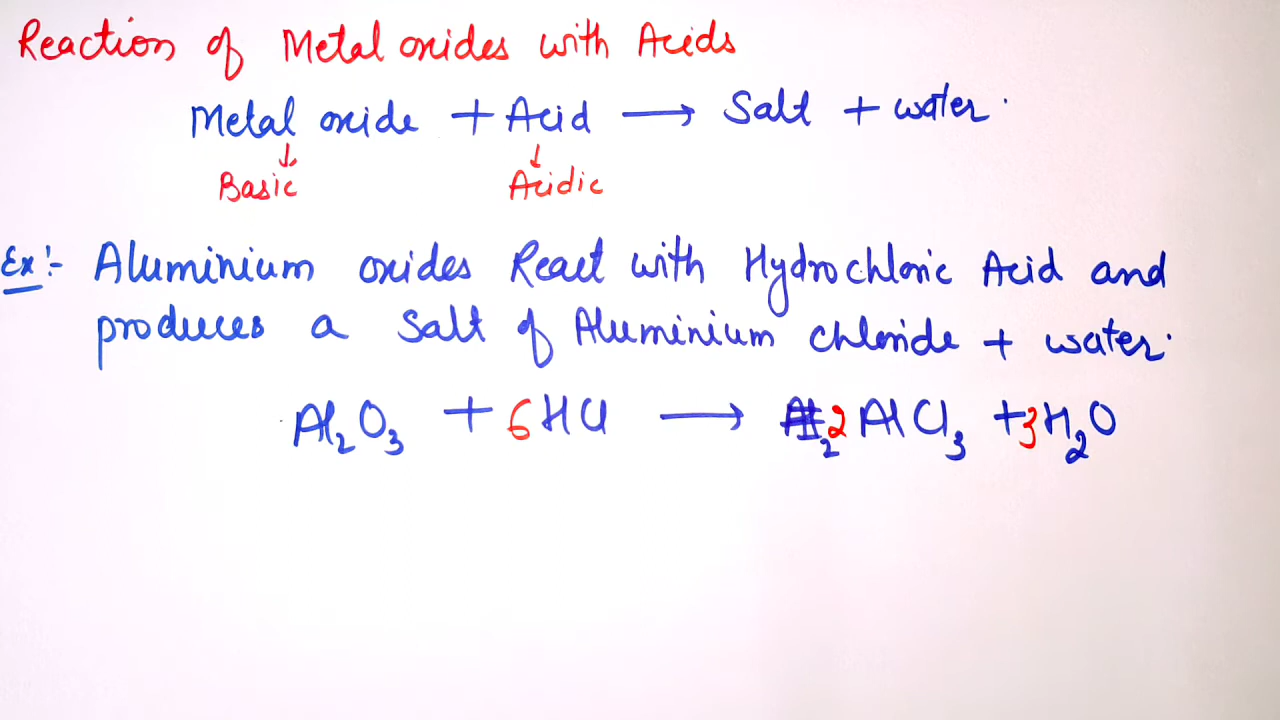 Reaction of Metal oxides with Acids
Metal oxide + Acid → Salt + water.
Basic Acidic
Ex:- Aluminium oxides React with Hydrochloric Acid and
produces a salt of Aluminium chloride + water.
Al₂O₃ + 6HCl → 2AlCl₃ + 3H₂O